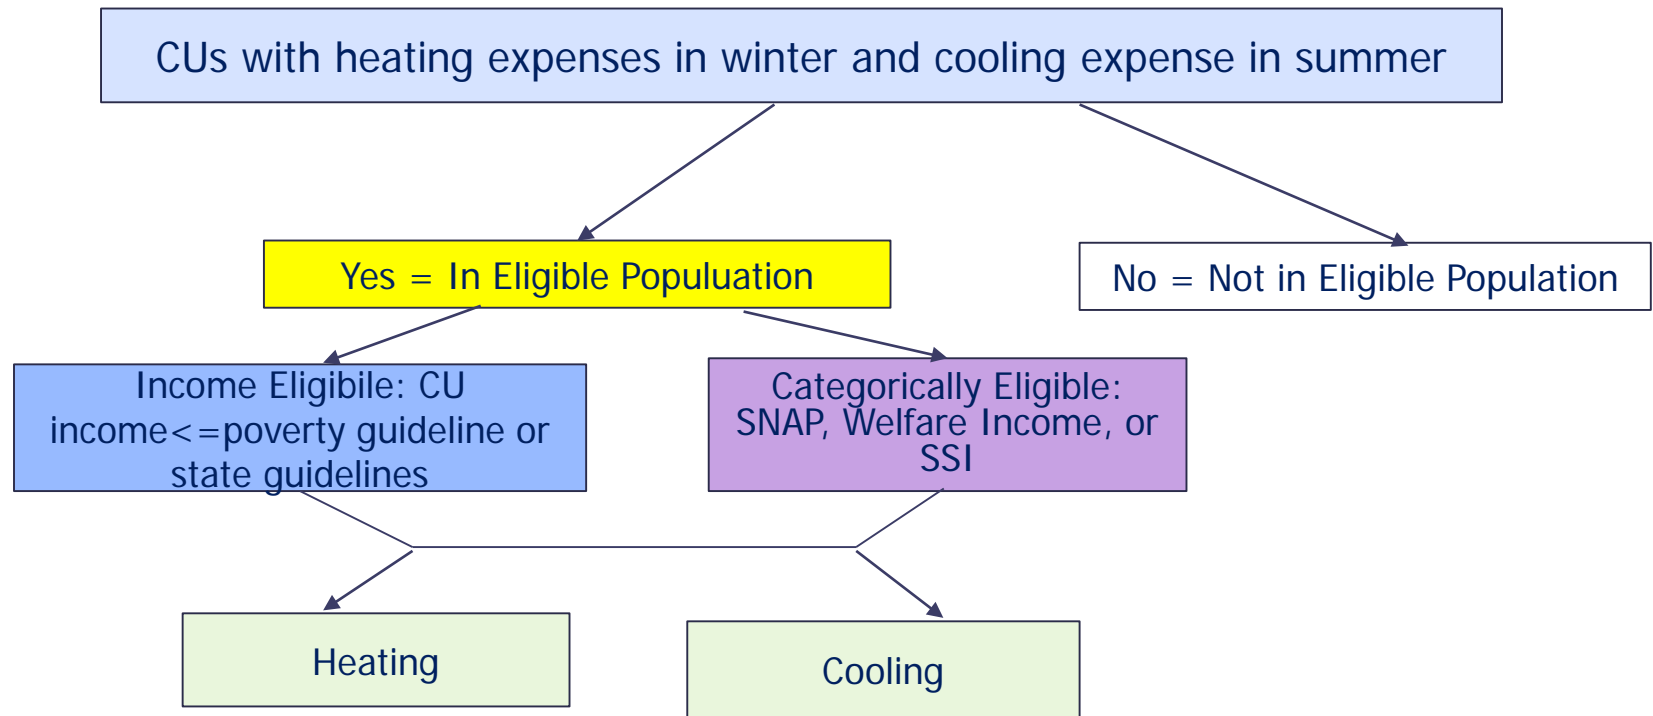 CUs with heating expenses in winter and cooling expense in summer
Yes = In Eligible Populuation
No = Not in Eligible Population
Income Eligibile: CU
income<=poverty guideline or
state guidelines
Categorically Eligible:
SNAP, Welfare Income, or
SSI
Heating
Cooling